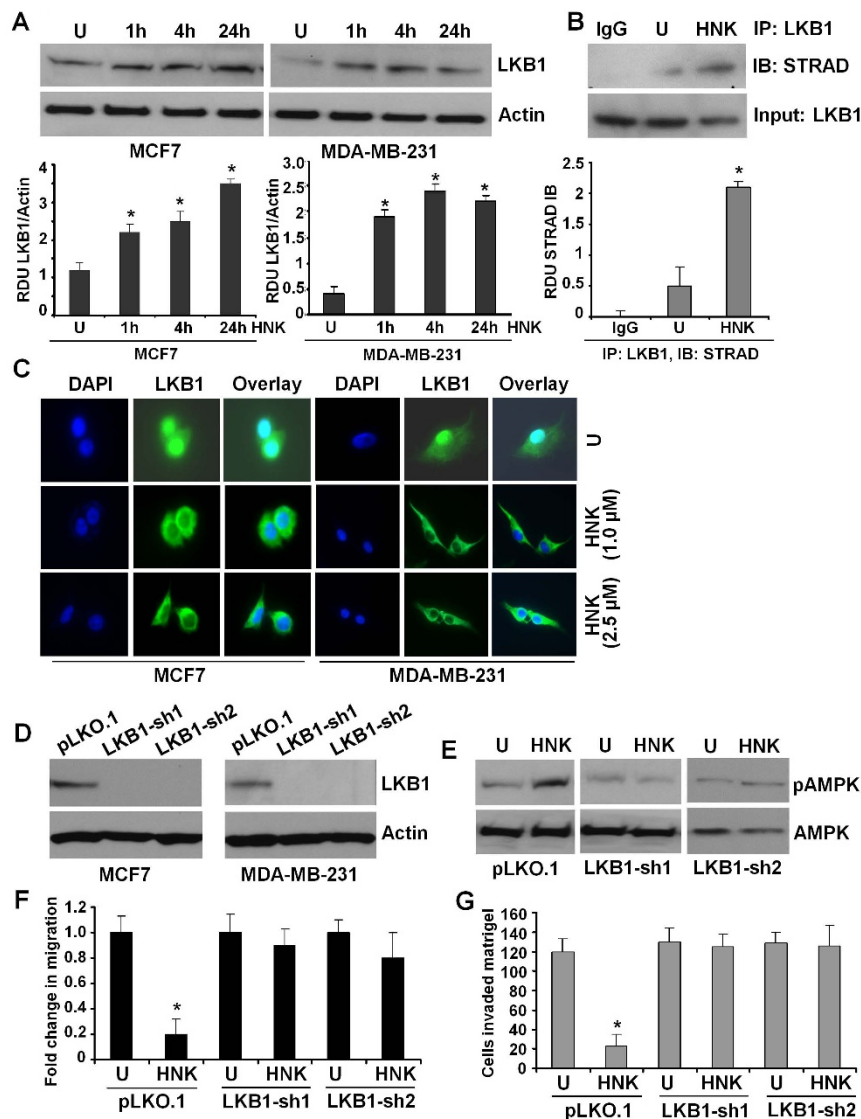 A
U 1h 4h 24h U 1h 4h 24h
LKB1
Actin
MCF7 MDA-MB-231
RDU LKB1/Actin
4
3
2
1
0
* * *
U 1h 4h 24h HNK
MCF7
RDU LKB1/Actin
3.0
2.5
2
1.5
1
0.5
0
* * *
U 1h 4h 24h HNK
MDA-MB-231
B
IgG U HNK IP: LKB1
IB: STRAD
Input: LKB1
RDU STRAD IB
2.5
2
1.5
1
0.5
0
*
IgG U HNK
IP: LKB1, IB: STRAD
C
DAPI LKB1 Overlay DAPI LKB1 Overlay
U
HNK
(1.0 µM)
HNK
(2.5 µM)
MCF7 MDA-MB-231
D
pLKO.1 LKB1-sh1 LKB1-sh2 pLKO.1 LKB1-sh1 LKB1-sh2
LKB1
Actin
MCF7 MDA-MB-231
E
U HNK U HNK U HNK
pAMPK
AMPK
pLKO.1 LKB1-sh1 LKB1-sh2
F
Fold change in migration
1.2
1.0
0.8
0.6
0.4
0.2
0
*
U HNK U HNK U HNK
pLKO.1 LKB1-sh1 LKB1-sh2
G
Cells invaded matrigel
160
140
120
100
80
60
40
20
0
*
U HNK U HNK U HNK
pLKO.1 LKB1-sh1 LKB1-sh2